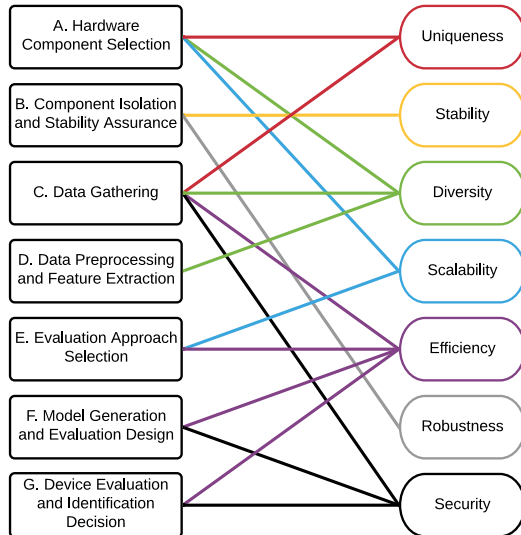 A. Hardware
Component Selection
Uniqueness
B. Component Isolation
and Stability Assurance
Stability
C. Data Gathering
Diversity
D. Data Preprocessing
and Feature Extraction
Scalability
E. Evaluation Approach
Selection
Efficiency
F. Model Generation
and Evaluation Design
Robustness
G. Device Evaluation
and Identification
Decision
Security